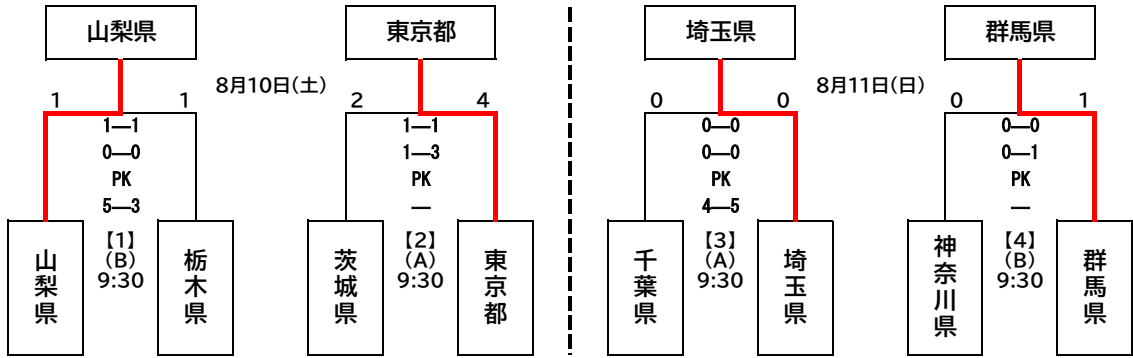 山梨県
東京都
埼玉県
群馬県
8月10日(土)
8月11日(日)
1 1
2 4
0 0
0 1
1―1
0―0
PK
5―3
1―1
1―3
PK
―
0―0
0―0
PK
4―5
0―0
0―1
PK
―
山梨県
【1】
(B)
9:30
栃木県
茨城県
【2】
(A)
9:30
東京都
千葉県
【3】
(A)
9:30
埼玉県
神奈川県
【4】
(B)
9:30
群馬県